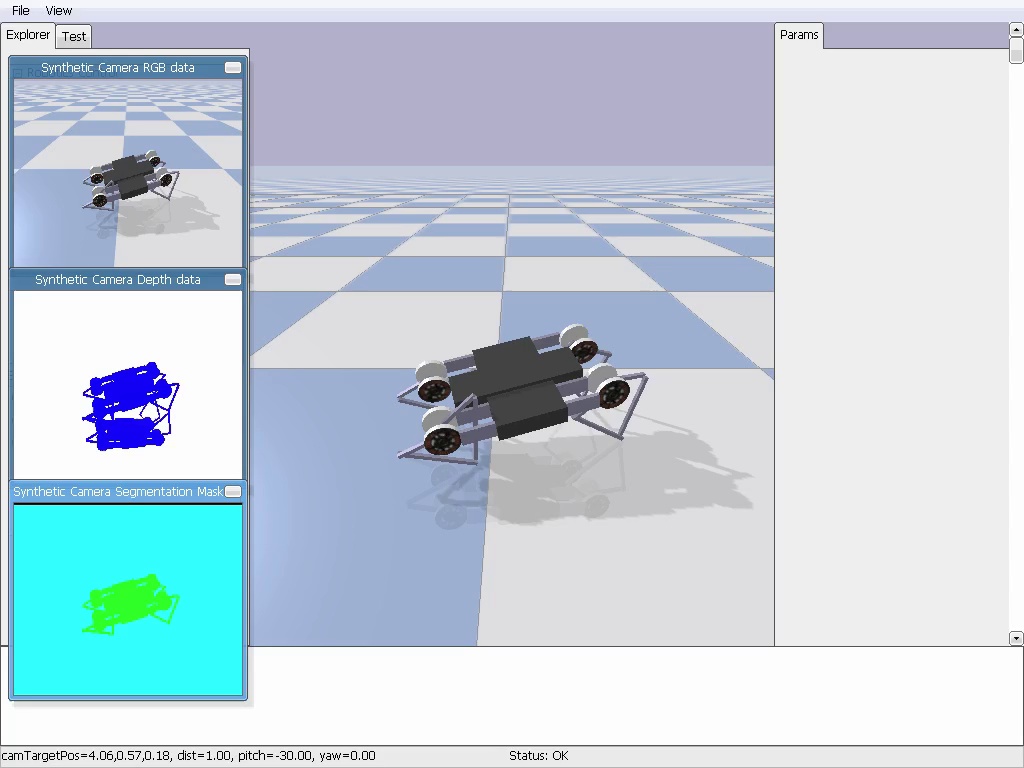 File View
Explorer Test
Params
Synthetic Camera RGB data
Synthetic Camera Depth data
Synthetic Camera Segmentation Mask
camTargetPos=4.06,0.57,0.18, dist=1.00, pitch=-30.00, yaw=0.00 Status: OK